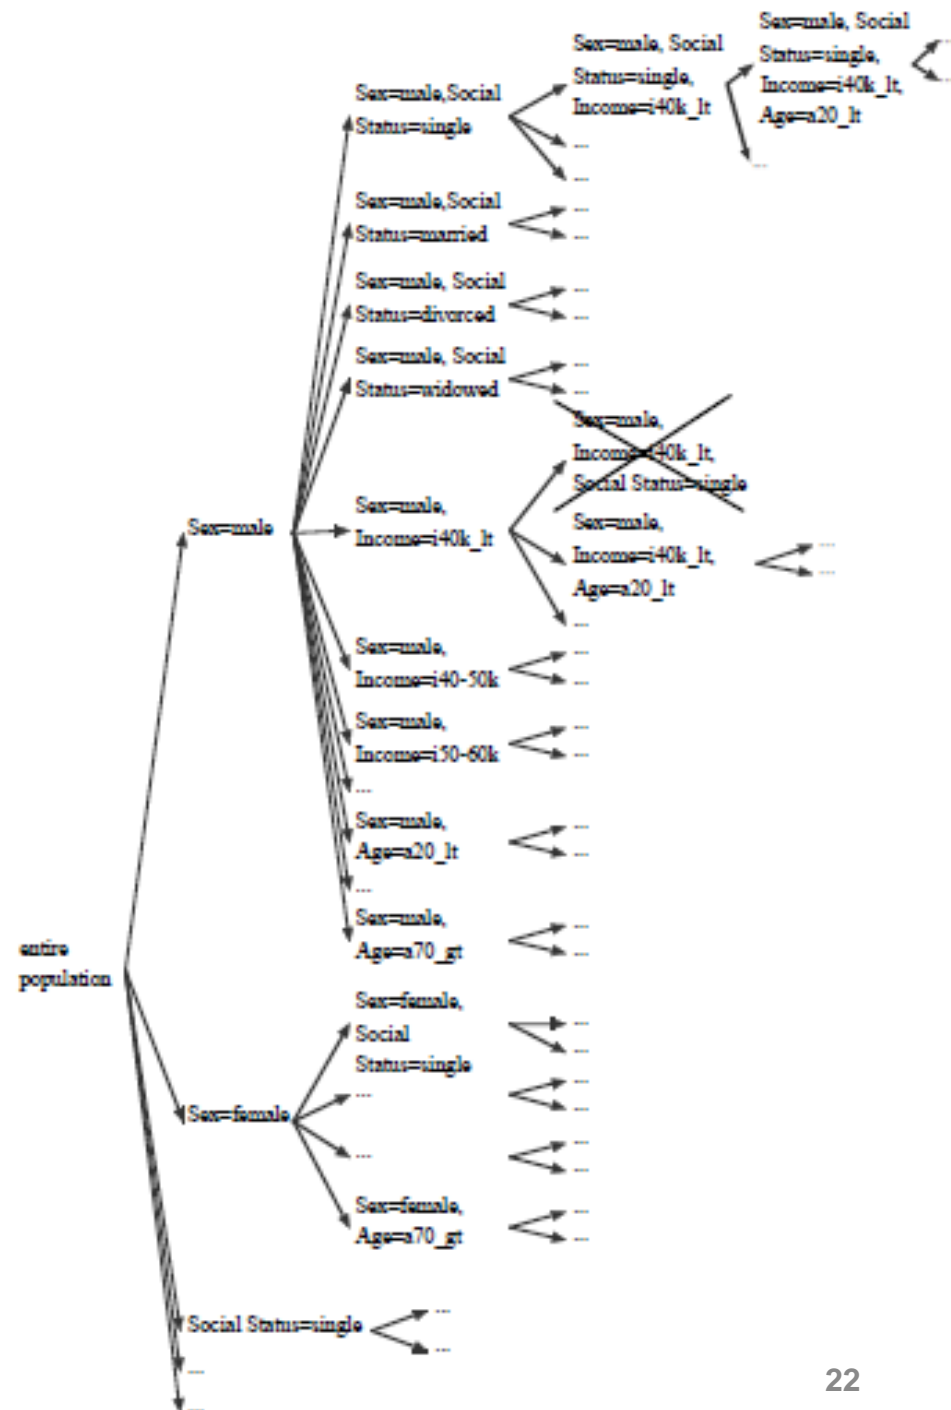 Sex=male, Social
Status=single,
Income=i40k_lt,
Age=a20_lt
...
...
Sex=male, Social
Status=single,
Income=i40k_lt
...
Sex=male,Social
Status=single
...
...
Sex=male,Social
Status=married
...
...
Sex=male, Social
Status=divorced
...
...
Sex=male, Social
Status=widowed
...
...
Sex=male,
Income=i40k_lt,
Social Status=single
Sex=male
Sex=male,
Income=i40k_lt
Sex=male,
Income=i40k_lt,
Age=a20_lt
...
...
...
Sex=male,
Income=i40-50k
...
...
Sex=male,
Income=i50-60k
...
...
...
Sex=male,
Age=a20_lt
...
...
...
Sex=male,
Age=a70_gt
...
...
entire
population
Sex=female,
Social
Status=single
...
...
Sex=female
...
...
...
...
...
...
Sex=female,
Age=a70_gt
...
...
Social Status=single
...
...
...
...
22